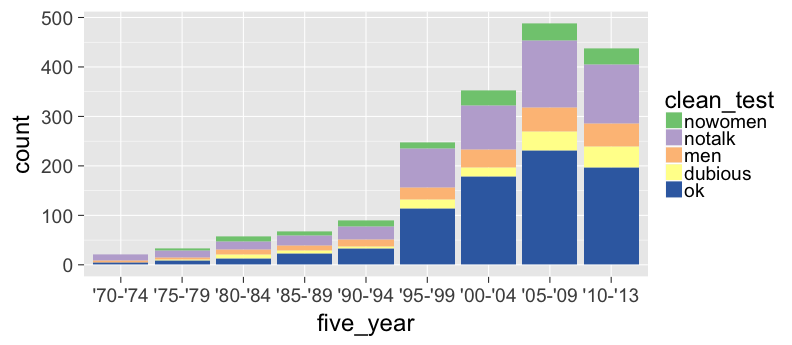 500
400
300
200
100
0
count
'70-'74 '75-'79 '80-'84 '85-'89 '90-'94 '95-'99 '00-'04 '05-'09 '10-'13
five_year
clean_test
nowomen
notalk
men
dubious
ok